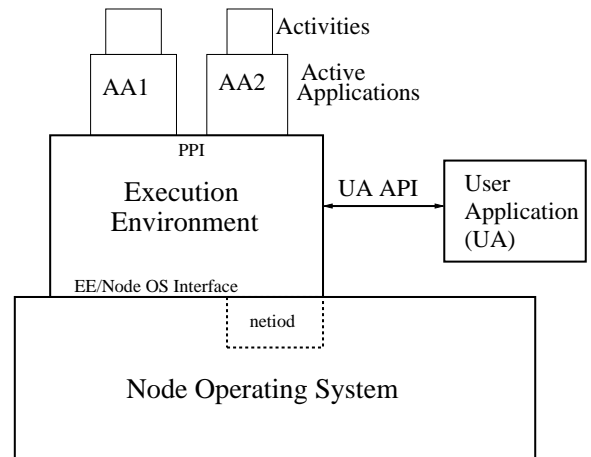 Activities
AA1
AA2
Active
Applications
PPI
Execution
Environment
UA API
User
Application
(UA)
EE/Node OS Interface
netiod
Node Operating System